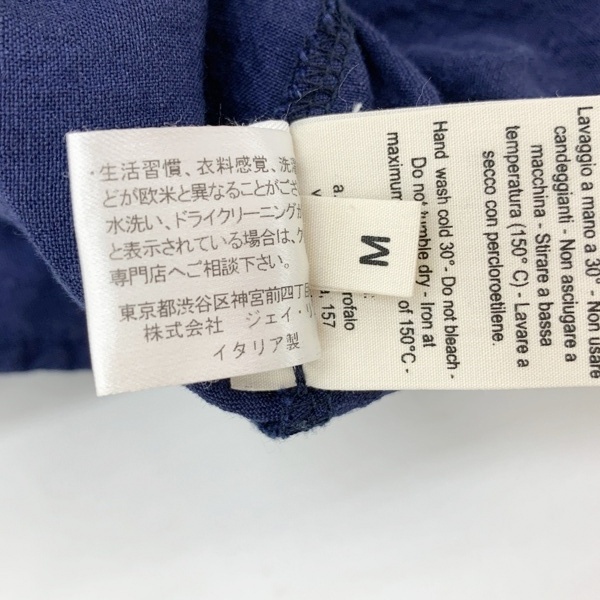 ・生活習慣、衣料感覚、洗濯
どが欧米と異なることがござ
水洗い、ドライクリーニング
と表示されている場合は、ク
専門店へご相談下さい。
東京都渋谷区神宮前四丁目
株式会社 ジェイ・
イタリア製
M
Lavaggio a mano a 30° - Non usare
candeggianti - Non asciugare a
macchina - Stirare a bassa
temperatura (150° C) - Lavare a
secco con percloroetilene.
Hand wash cold 30° - Do not bleach -
Do not tumble dry - Iron at
maximum of 150°C -
rofalo
, 157